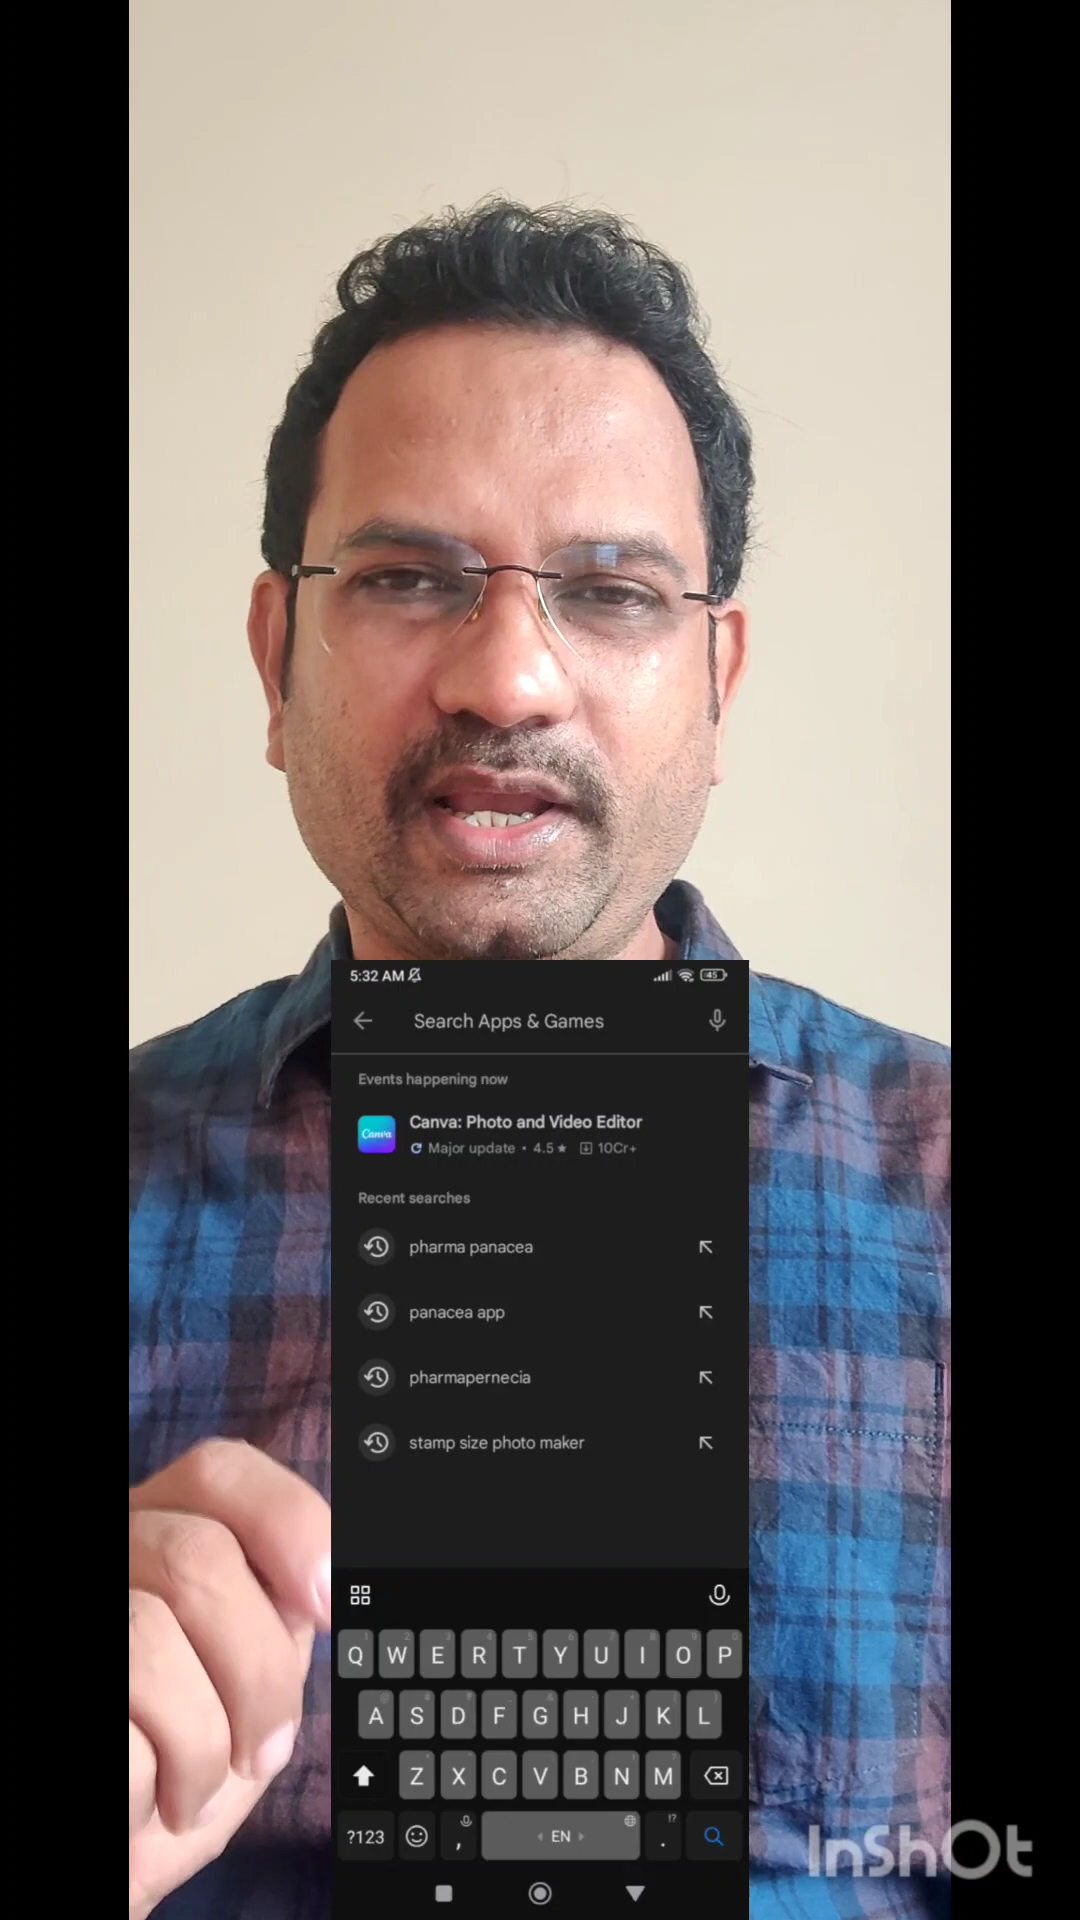 5:32 AM
45
Search Apps & Games
Events happening now
Canva
Canva: Photo and Video Editor
Major update • 4.5★ 10Cr+
Recent searches
pharma panacea
panacea app
pharmapernecia
stamp size photo maker
Q W E R T Y U I O P
A S D F G H J K L
Z X C V B N M
?123 , EN . !?
InShOt